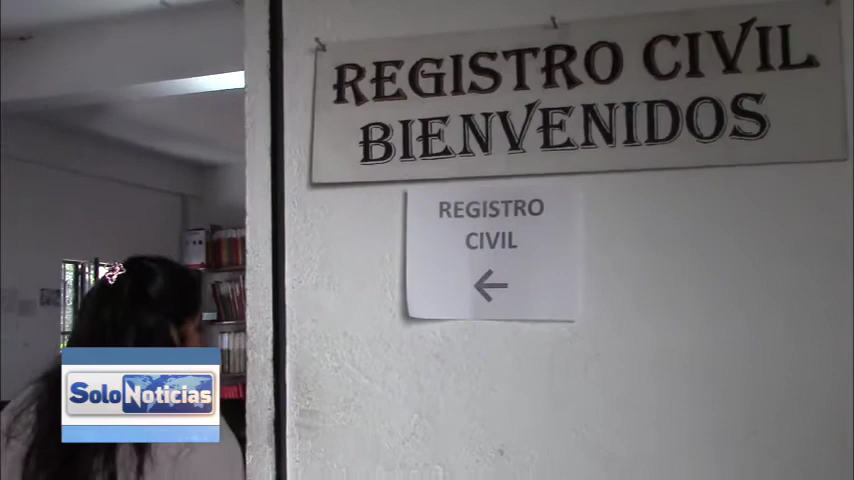 REGISTRO CIVIL
BIENVENIDOS
REGISTRO
CIVIL
SoloNoticias